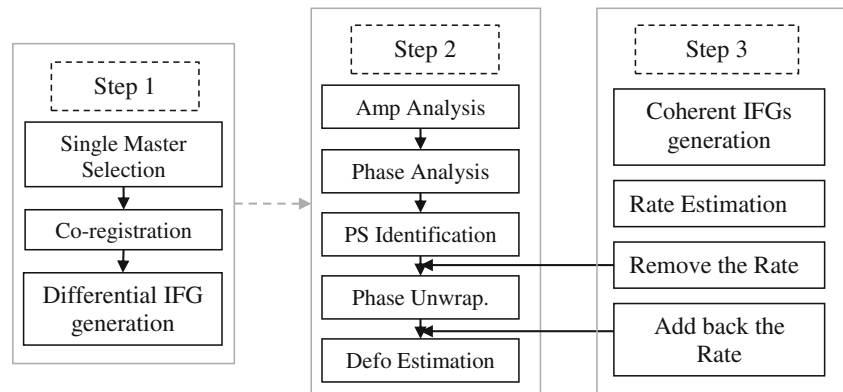 Step 1
Single Master
Selection
Co-registration
Differential IFG
generation
Step 2
Amp Analysis
Phase Analysis
PS Identification
Phase Unwrap.
Defo Estimation
Step 3
Coherent IFGs
generation
Rate Estimation
Remove the Rate
Add back the
Rate